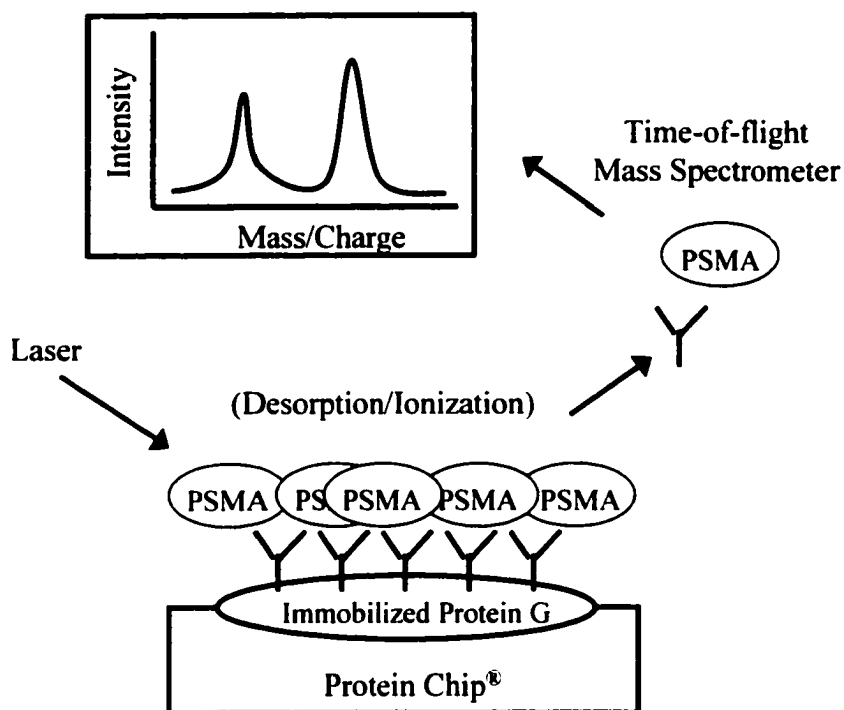 Intensity
Mass/Charge
Time-of-flight
Mass Spectrometer
PSMA
Laser
(Desorption/Ionization)
PSMA PS PSMA PSMA PSMA
Immobilized Protein G
Protein Chip®